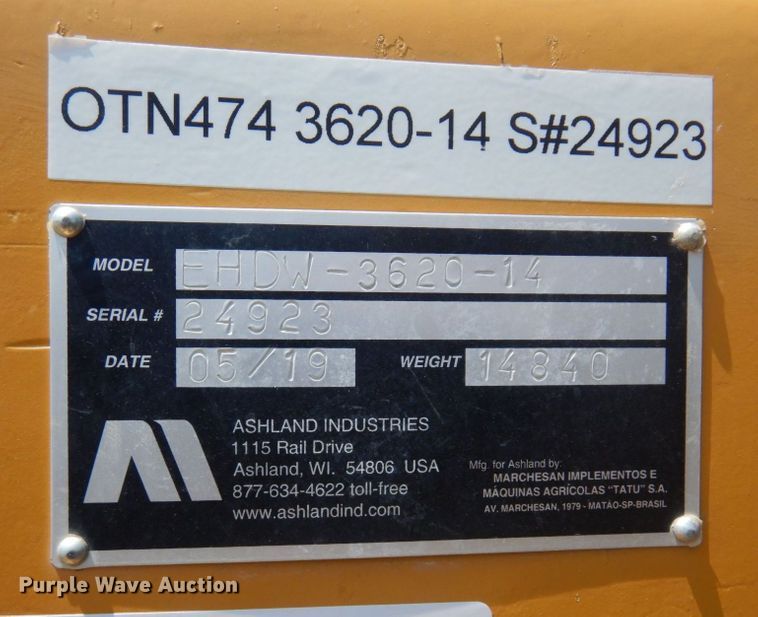 OTN474 3620-14 S#24923
MODEL EHDW-3620-14
SERIAL # 24923
DATE 05/19 WEIGHT 14840
ASHLAND INDUSTRIES
1115 Rail Drive
Ashland, WI. 54806 USA
877-634-4622 toll-free
www.ashlandind.com
Mfg. for Ashland by:
MARCHESAN IMPLEMENTOS E
MÁQUINAS AGRÍCOLAS "TATU" S.A.
AV. MARCHESAN, 1979 - MATÃO-SP-BRASIL
Purple Wave Auction